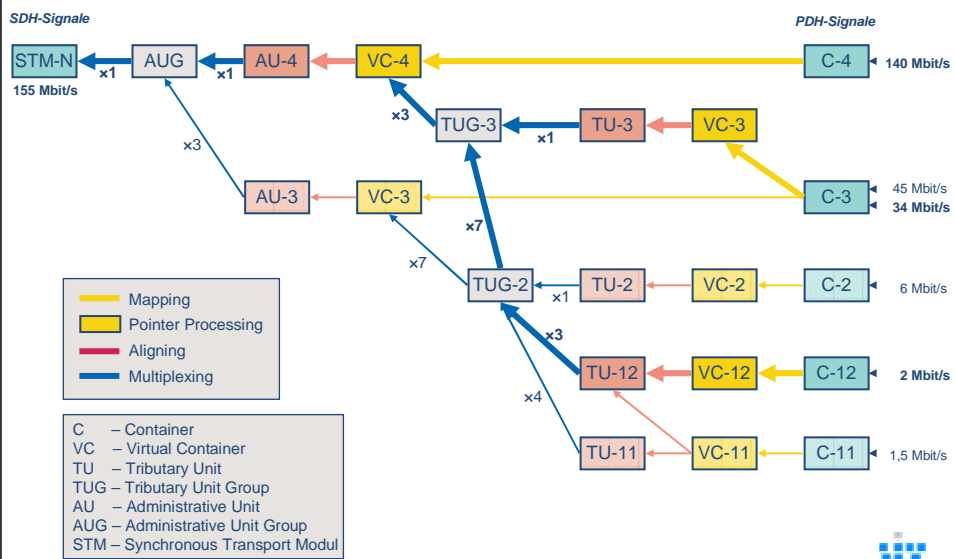 SDH-Signale
PDH-Signale
STM-N
×1
AUG
×1
AU-4
VC-4
C-4
140 Mbit/s
155 Mbit/s
×3
TUG-3
×1
TU-3
VC-3
×3
AU-3
VC-3
C-3
45 Mbit/s
34 Mbit/s
×7
×7
TUG-2
×1
TU-2
VC-2
C-2
6 Mbit/s
Mapping
Pointer Processing
Aligning
Multiplexing
×3
TU-12
VC-12
C-12
2 Mbit/s
×4
TU-11
VC-11
C-11
1,5 Mbit/s
C – Container
VC – Virtual Container
TU – Tributary Unit
TUG – Tributary Unit Group
AU – Administrative Unit
AUG – Administrative Unit Group
STM – Synchronous Transport Modul